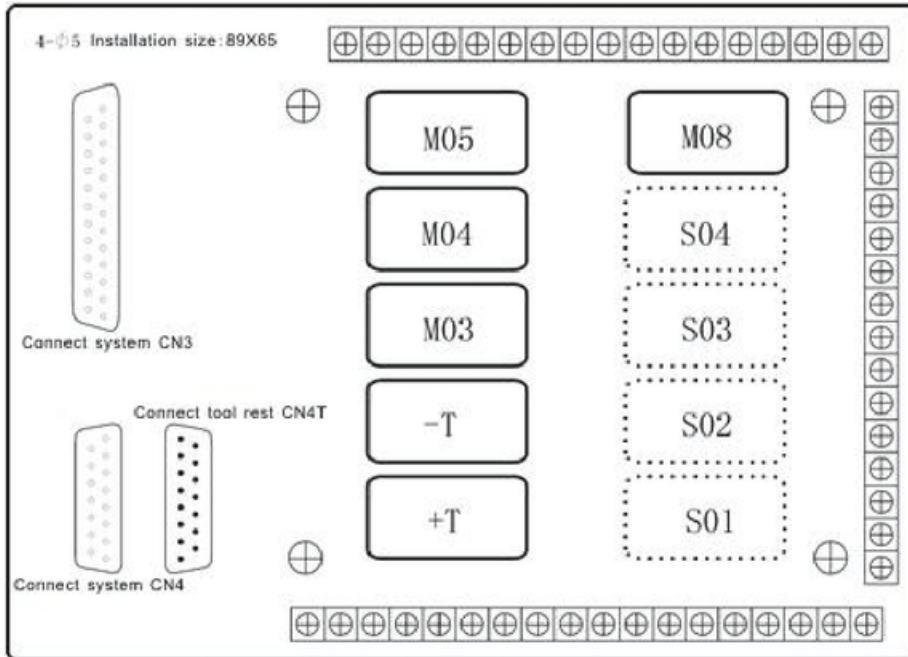 4-Φ5 Installation size:89X65
M05
M08
M04
S04
M03
S03
Connect system CN3
Connect tool rest CN4T
-T
S02
+T
S01
Connect system CN4